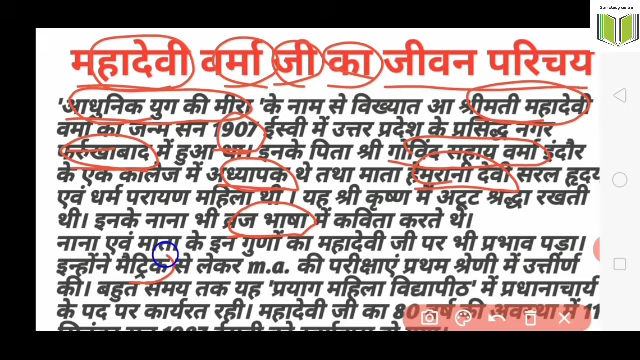 महादेवी वर्मा जी का जीवन परिचय
'आधुनिक युग की मीरा 'के नाम से विख्यात आ श्रीमती महादेवी
वर्मा का जन्म सन 1907 ईस्वी में उत्तर प्रदेश के प्रसिद्ध नगर
फर्रुखाबाद में हुआ था। इनके पिता श्री गोविंद सहाय वर्मा इंदौर
के एक कॉलेज में अध्यापक थे तथा माता हेमरानी देवी सरल हृदय
एवं धर्म परायण महिला थी । यह श्री कृष्ण में अटूट श्रद्धा रखती
थी। इनके नाना भी ब्रज भाषा में कविता करते थे।
नाना एवं माता के इन गुणों का महादेवी जी पर भी प्रभाव पड़ा।
इन्होंने मैट्रिक से लेकर m.a. की परीक्षाएं प्रथम श्रेणी में उत्तीर्ण
की। बहुत समय तक यह 'प्रयाग महिला विद्यापीठ' में प्रधानाचार्य
के पद पर कार्यरत रही। महादेवी जी का 80 वर्ष की अवस्था में 11